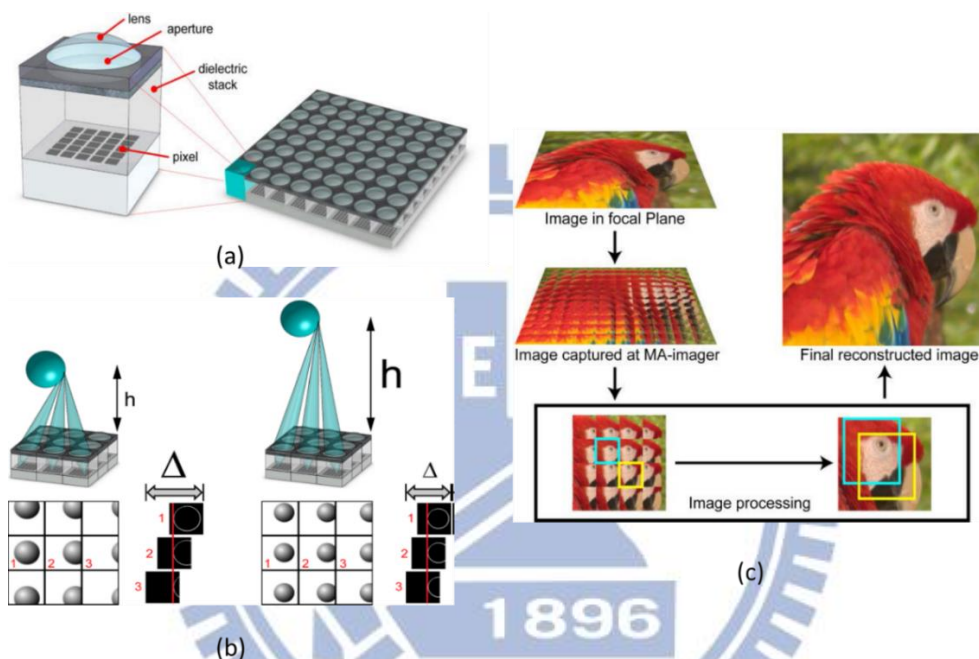 lens
aperture
dielectric
stack
pixel
(a)
h
Δ
1
2
3
1
2
3
h
Δ
1
2
3
1
2
3
(b)
Image in focal Plane
Image captured at MA-imager
Final reconstructed image
Image processing
(c)
1896